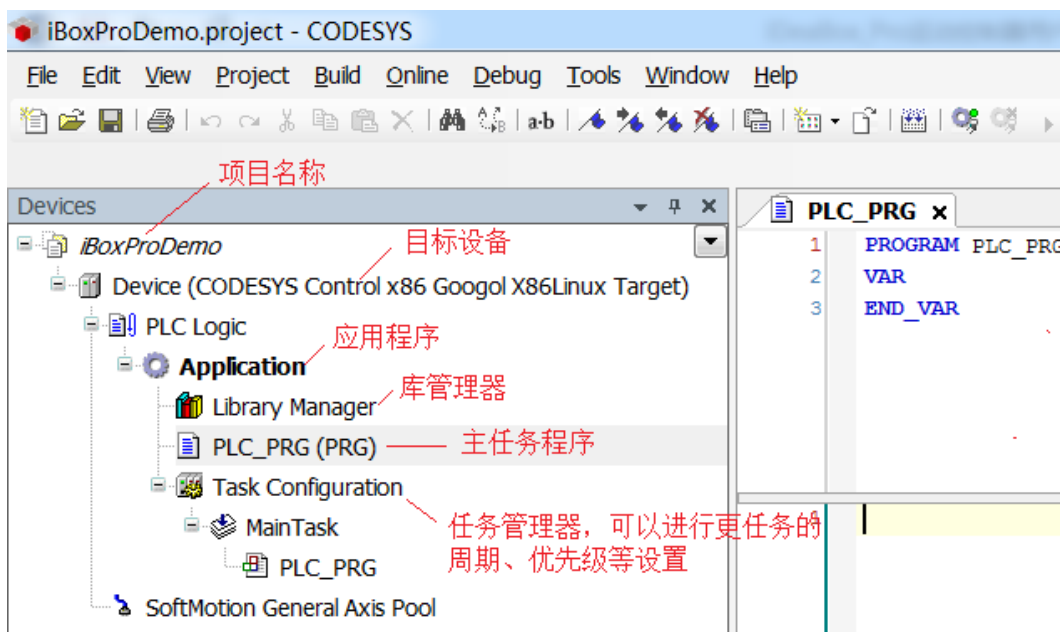 iBoxProDemo.project - CODESYS
File Edit View Project Build Online Debug Tools Window Help
项目名称
Devices
PLC_PRG
iBoxProDemo
目标设备
Device (CODESYS Control x86 Googol X86Linux Target)
PLC Logic
应用程序
Application
库管理器
Library Manager
PLC_PRG (PRG)
主任务程序
Task Configuration
MainTask
任务管理器，可以进行更任务的
周期、优先级等设置
PLC_PRG
SoftMotion General Axis Pool
1 PROGRAM PLC_PRG
2 VAR
3 END_VAR